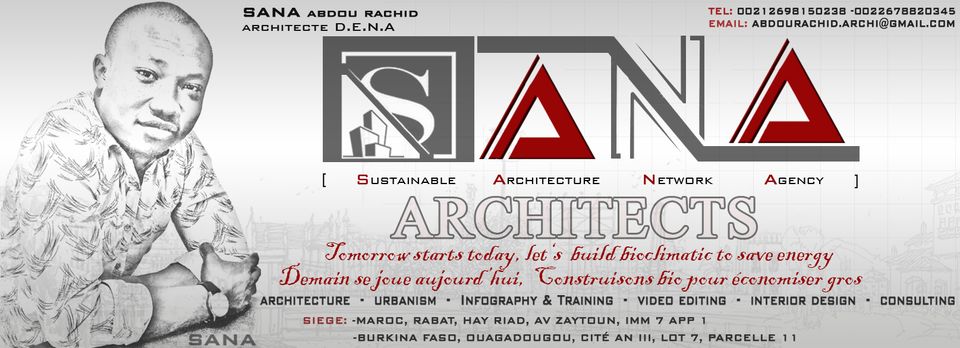 SANA ABDOU RACHID
ARCHITECTE D.E.N.A
TEL: 00212698150238 -00226788820345
EMAIL: ABDOURACHID.ARCHI@GMAIL.COM
SANA
[ SUSTAINABLE ARCHITECTURE NETWORK AGENCY ]
ARCHITECTS
Tomorrow starts today, let's build bioclimatic to save energy
Demain se joue aujourd'hui, Construisons bio pour économiser gros
ARCHITECTURE - URBANISM - INFOGRAPHY & TRAINING - VIDEO EDITING - INTERIOR DESIGN - CONSULTING
SIEGE: -MAROC, RABAT, HAY RIAD, AV ZAYTOUN, IMM 7 APP 1
-BURKINA FASO, OUAGADOUGOU, CITÉ AN III, LOT 7, PARCELLE 11
SANA